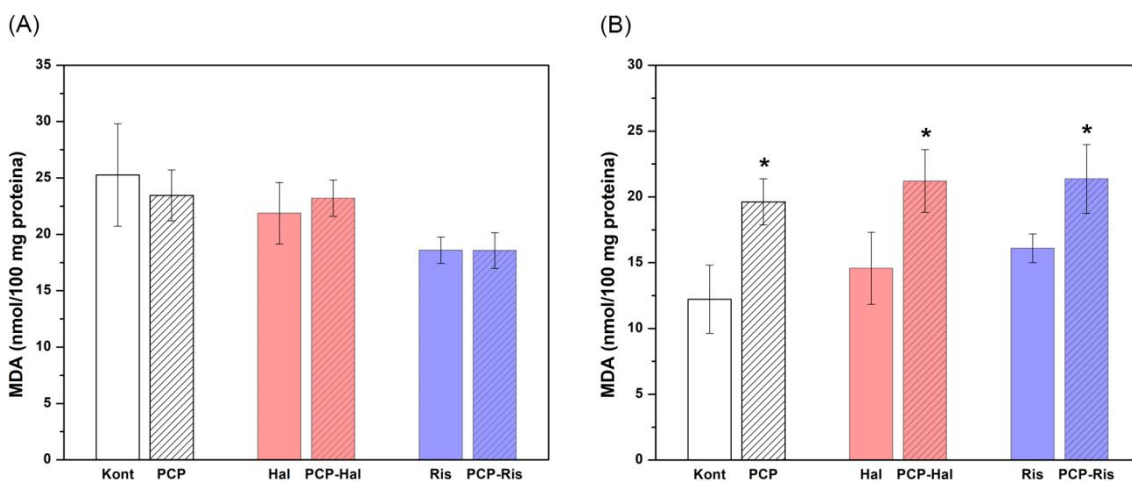 (A)
MDA (nmol/100 mg proteina)
35
30
25
20
15
10
5
0
Kont PCP Hal PCP-Hal Ris PCP-Ris
(B)
MDA (nmol/100 mg proteina)
30
25
20
15
10
5
0
* * *
Kont PCP Hal PCP-Hal Ris PCP-Ris